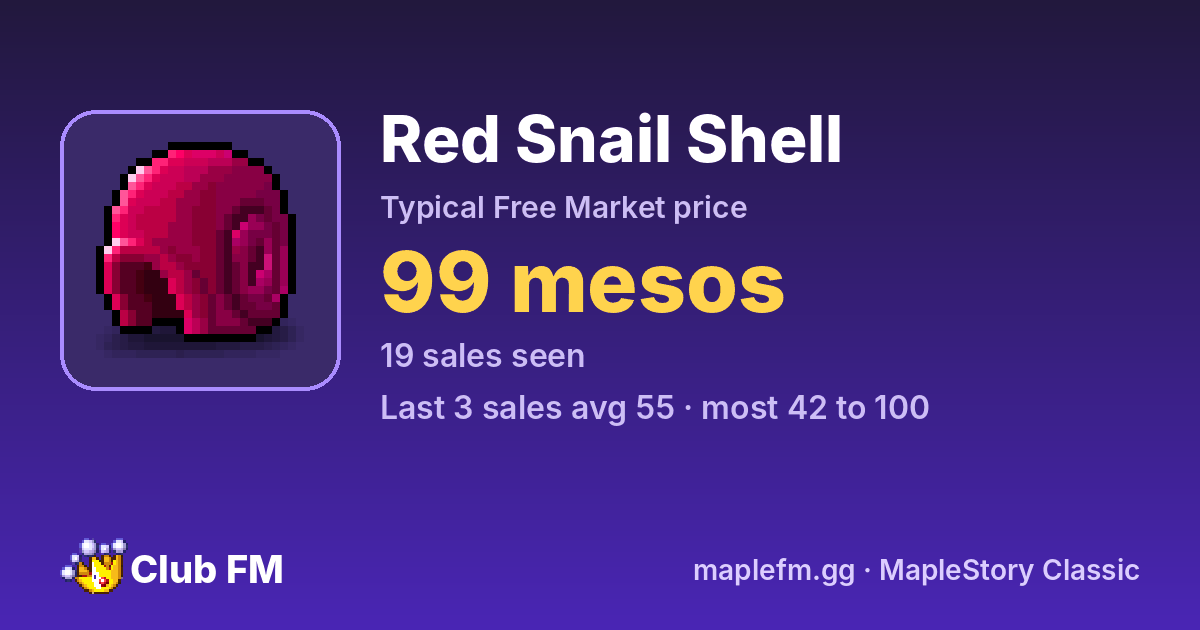 Red Snail Shell
Typical Free Market price
99 mesos
19 sales seen
Last 3 sales avg 55 · most 42 to 100
Club FM
maplefm.gg · MapleStory Classic